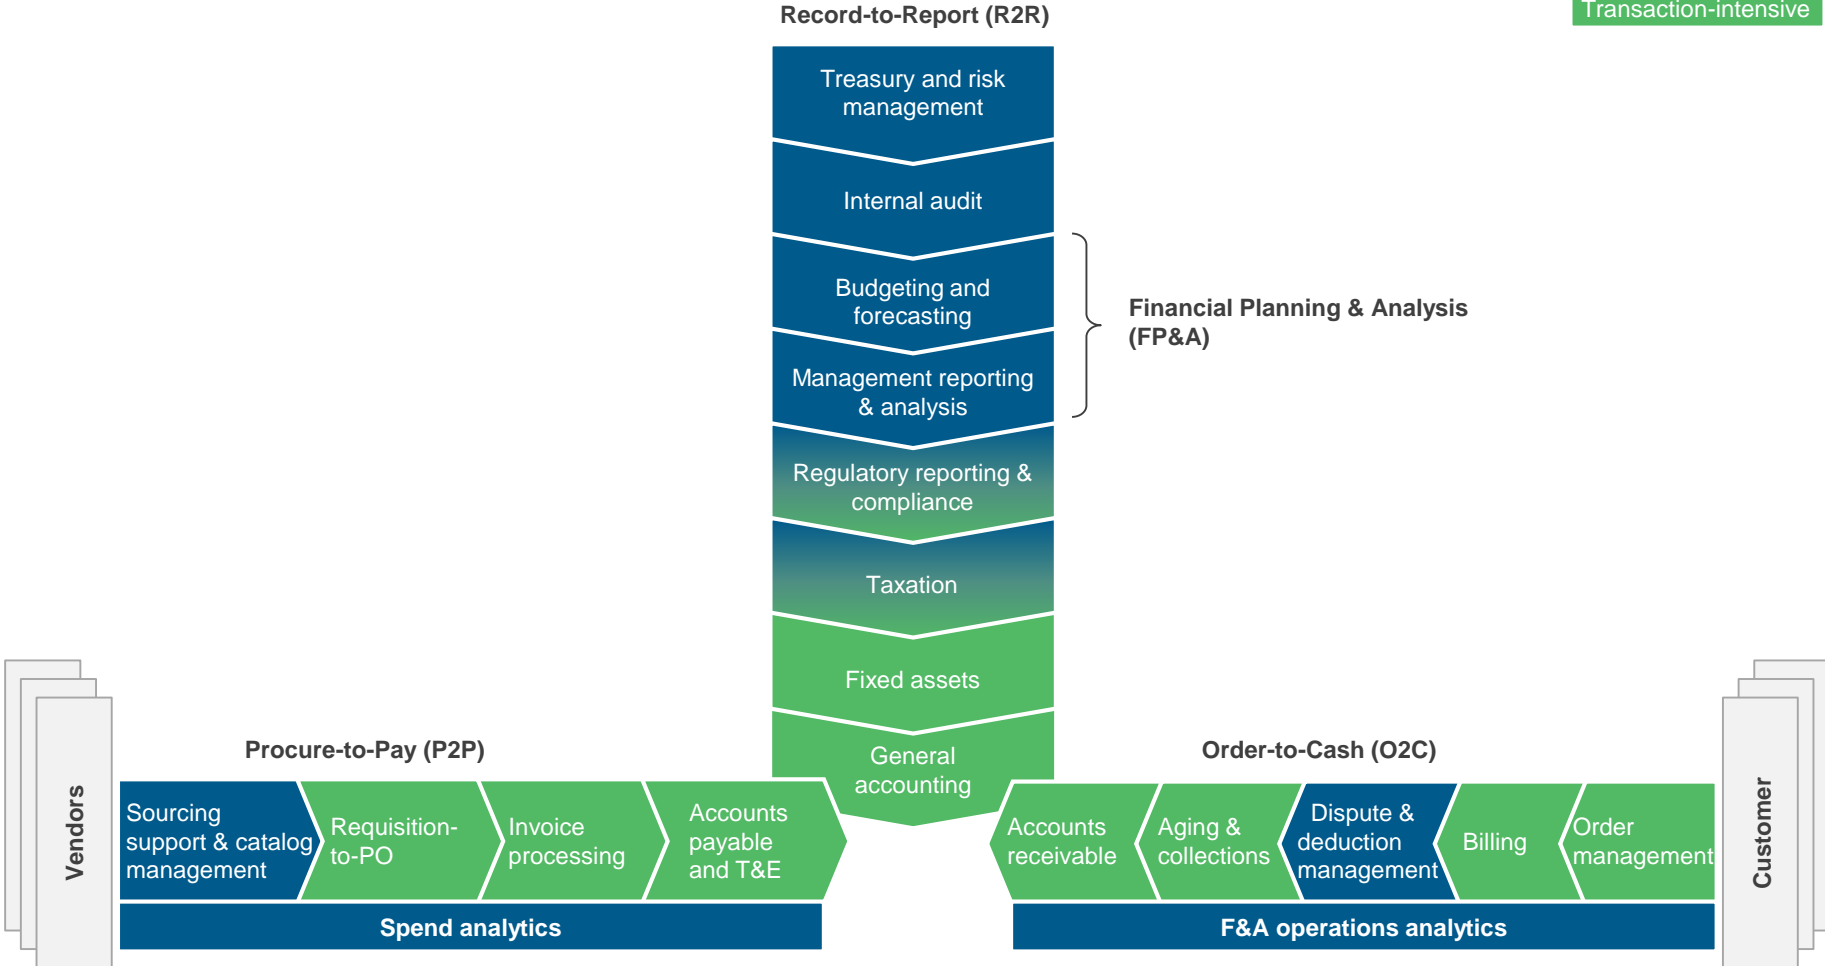 Record-to-Report (R2R)
Transaction-intensive
Treasury and risk
management
Internal audit
Budgeting and
forecasting
Financial Planning & Analysis
(FP&A)
Management reporting
& analysis
Regulatory reporting &
compliance
Taxation
Fixed assets
General
accounting
Procure-to-Pay (P2P)
Vendors
Sourcing
support & catalog
management
Requisition-
to-PO
Invoice
processing
Accounts
payable
and T&E
Spend analytics
Order-to-Cash (O2C)
Accounts
receivable
Aging &
collections
Dispute &
deduction
management
Billing
Order
management
Customer
F&A operations analytics